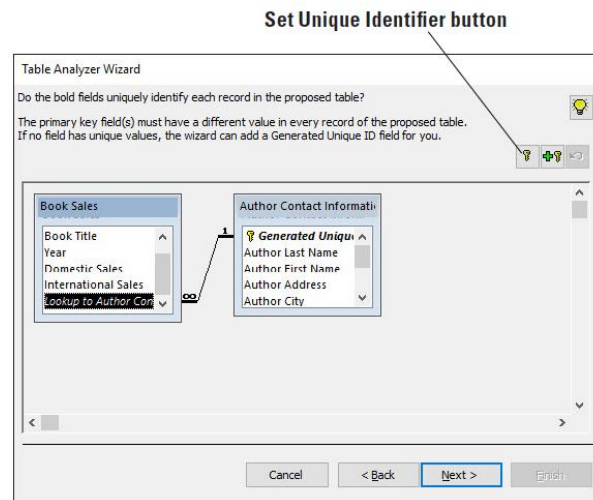 Set Unique Identifier button
Table Analyzer Wizard
Do the bold fields uniquely identify each record in the proposed table?
The primary key field(s) must have a different value in every record of the proposed table.
If no field has unique values, the wizard can add a Generated Unique ID field for you.
Book Sales
Book Title
Year
Domestic Sales
International Sales
Lookup to Author Con
∞
1
Author Contact Informati
Generated Uniqu
Author Last Name
Author First Name
Author Address
Author City
Cancel
< Back
Next >
Finish